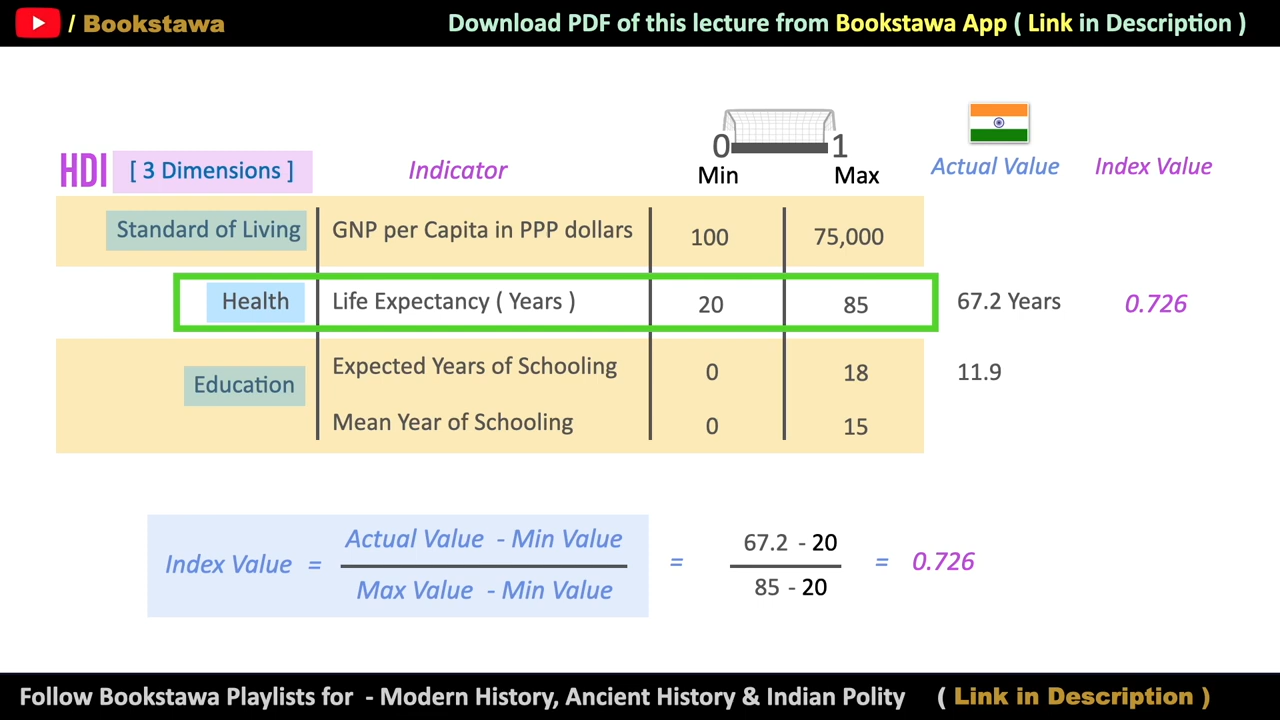 / Bookstawa
Download PDF of this lecture from Bookstawa App ( Link in Description )
0 1
HDI [ 3 Dimensions ] Indicator Min Max Actual Value Index Value
Standard of Living GNP per Capita in PPP dollars 100 75,000
Health Life Expectancy ( Years ) 20 85 67.2 Years 0.726
Education Expected Years of Schooling 0 18 11.9
Mean Year of Schooling 0 15
Actual Value - Min Value 67.2 - 20
Index Value = = = 0.726
Max Value - Min Value 85 - 20
Follow Bookstawa Playlists for - Modern History, Ancient History & Indian Polity ( Link in Description )